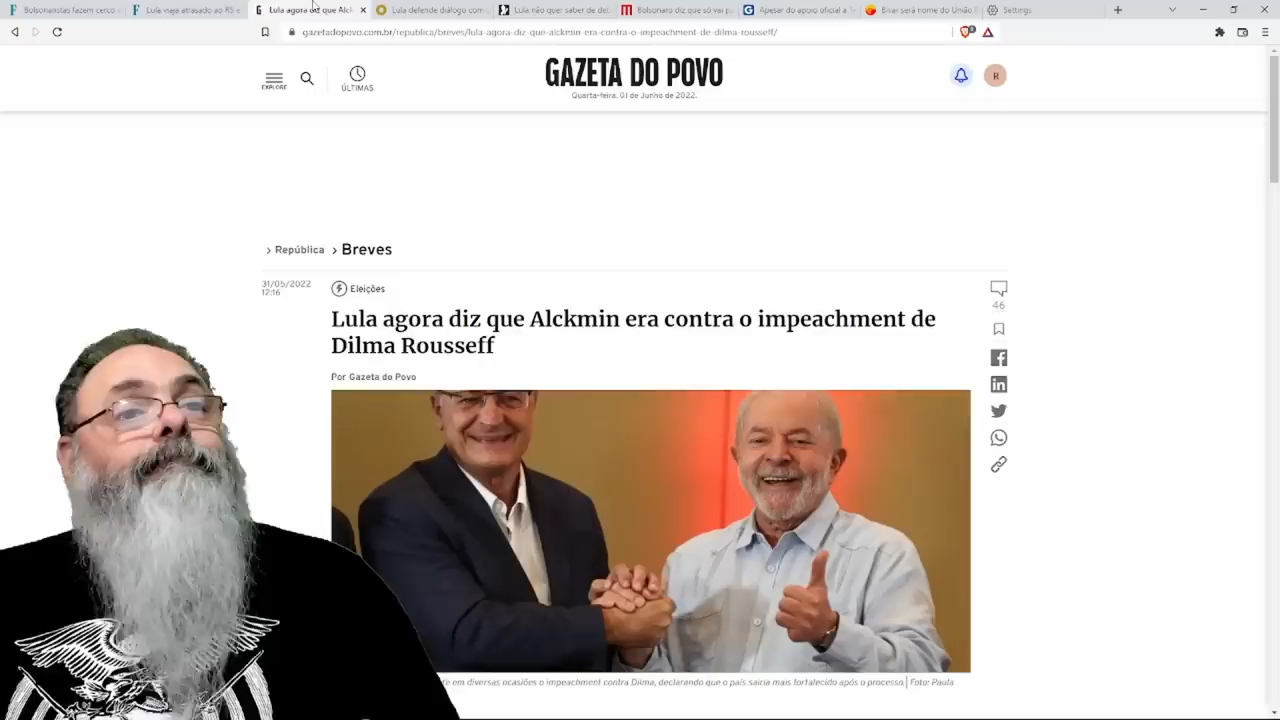 Bolsonaristas fazem cerco
Lula viaja atrasado ao RS e
Lula agora diz que Alck
Lula defende diálogo com
Lula não quer saber de de
Bolsonaro diz que só vai p
Apesar do apoio oficial a
Bivar será nome do União
Settings
gazetadopovo.com.br/republica/breves/lula-agora-diz-que-alckmin-era-contra-o-impeachment-de-dilma-rousseff/
EXPLORE
ÚLTIMAS
GAZETA DO POVO
Quarta-feira, 01 de Junho de 2022.
R
> República > Breves
31/05/2022
12:16
Eleições
46
Lula agora diz que Alckmin era contra o impeachment de
Dilma Rousseff
Por Gazeta do Povo
te em diversas ocasiões o impeachment contra Dilma, declarando que o país sairia mais fortalecido após o processo.| Foto: Paula